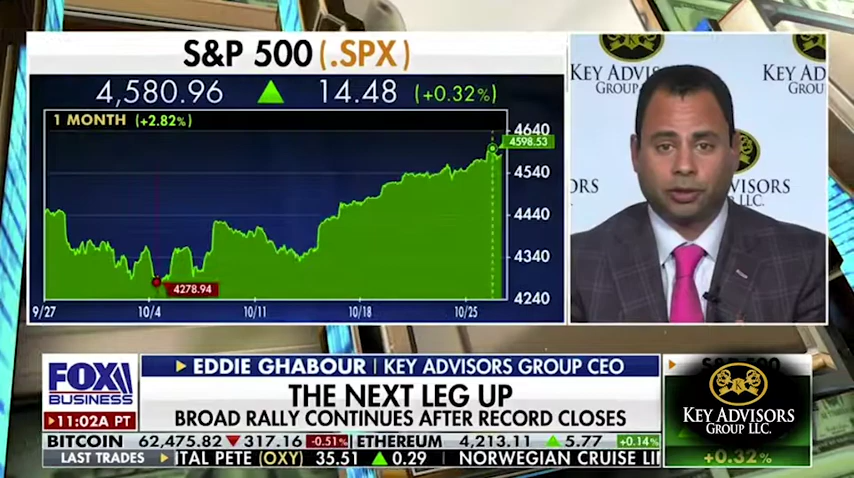 S&P 500 (.SPX)
4,580.96 ▲ 14.48 (+0.32%)
1 MONTH (+2.82%)
4640
4598.53
4540
4440
4340
4240
4278.94
9/27 10/4 10/11 10/18 10/25
KEY ADVISORS
GROUP LLC.
KEY AD
GROUP
ORS
ADVISORS
LLC.
FOX
BUSINESS
11:02A PT
EDDIE GHABOUR | KEY ADVISORS GROUP CEO
THE NEXT LEG UP
BROAD RALLY CONTINUES AFTER RECORD CLOSES
S&P 500
KEY ADVISORS
GROUP LLC.
+0.32%
BITCOIN 62,475.82 ▼ 317.16 -0.51% ETHEREUM 4,213.11 ▲ 5.77 +0.14%
LAST TRADES ITAL PETE (OXY) 35.51 ▲ 0.29 NORWEGIAN CRUISE LI